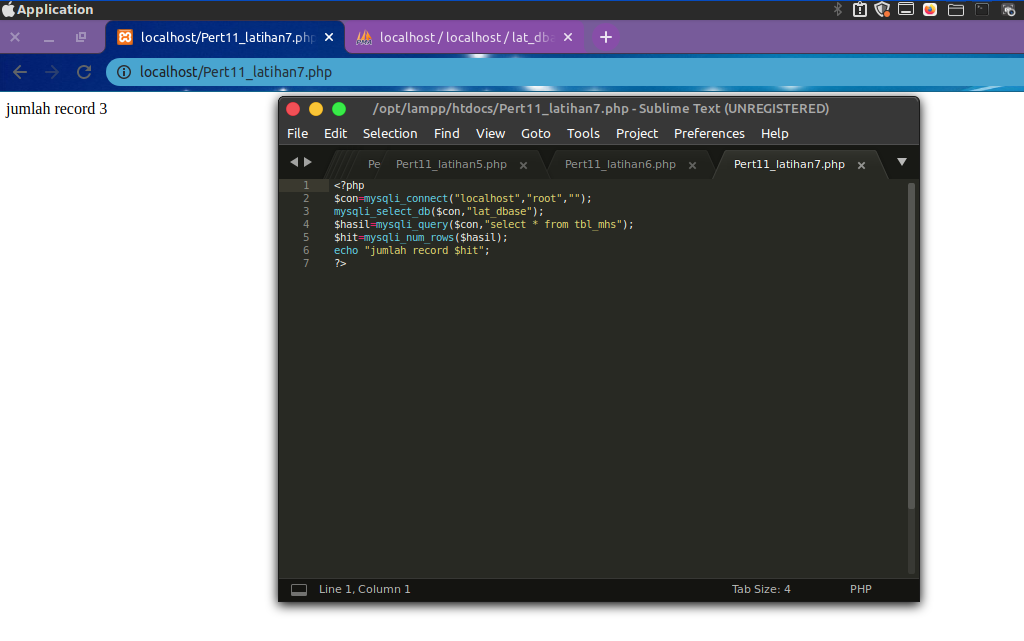 Application
localhost/Pert11_latihan7.php
localhost / localhost / lat_dba
localhost/Pert11_latihan7.php
jumlah record 3
/opt/lampp/htdocs/Pert11_latihan7.php - Sublime Text (UNREGISTERED)
File Edit Selection Find View Goto Tools Project Preferences Help
Pe Pert11_latihan5.php Pert11_latihan6.php Pert11_latihan7.php
1 <?php
2 $con=mysqli_connect("localhost","root","");
3 mysqli_select_db($con,"lat_dbase");
4 $hasil=mysqli_query($con,"select * from tbl_mhs");
5 $hit=mysqli_num_rows($hasil);
6 echo "jumlah record $hit";
7 ?>
Line 1, Column 1 Tab Size: 4 PHP